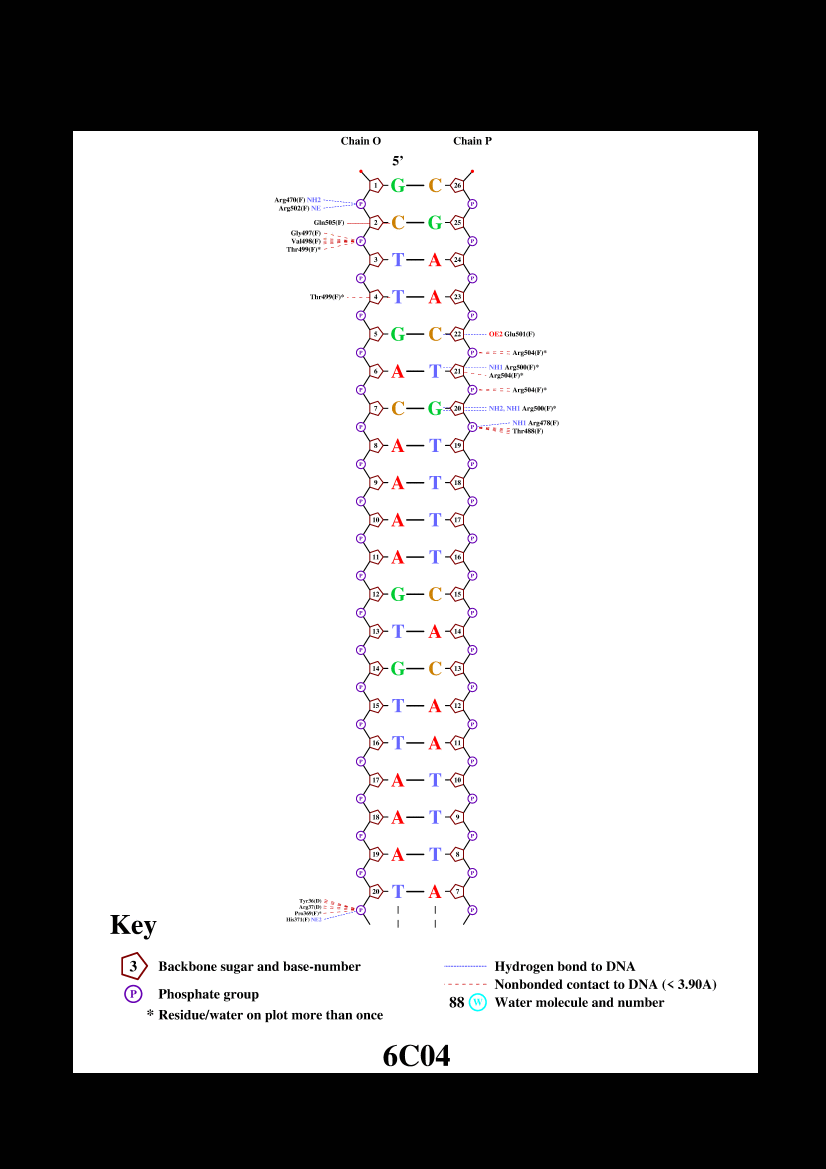 Chain O Chain P
5’
1 G C 26
Arg470(F) NH2
P P
Arg502(F) NE
Gln505(F) 2 C G 25
Gly497(F)
Val498(F) P P
Thr499(F)*
3 T A 24
P P
Thr499(F)* 4 T A 23
P P
5 G C 22 OE2 Glu501(F)
P P Arg504(F)*
NH1 Arg500(F)*
6 A T 21
Arg504(F)*
P P Arg504(F)*
7 C G 20 NH2, NH1 Arg500(F)*
NH1 Arg478(F)
P P
Thr488(F)
8 A T 19
P P
9 A T 18
P P
10 A T 17
P P
11 A T 16
P P
12 G C 15
P P
13 T A 14
P P
14 G C 13
P P
15 T A 12
P P
16 T A 11
P P
17 A T 10
P P
18 A T 9
P P
19 A T 8
P P
20 T A 7
Tyr36(D)
Arg37(D)
P P
Pro369(F)*
His371(F) NE2
Key
3 Backbone sugar and base-number
P Phosphate group
* Residue/water on plot more than once
Hydrogen bond to DNA
Nonbonded contact to DNA (< 3.90A)
88 W Water molecule and number
6C04